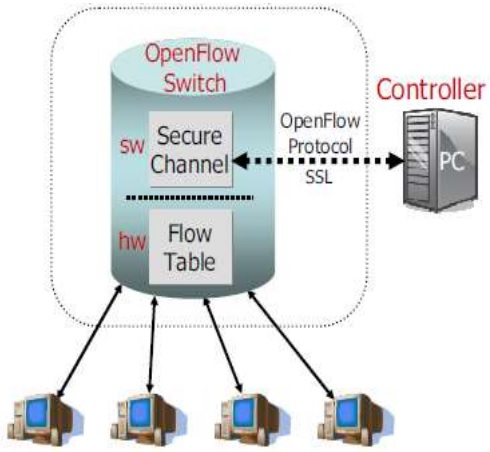 OpenFlow
Switch
Controller
sw
Secure
Channel
OpenFlow
Protocol
SSL
PC
hw
Flow
Table